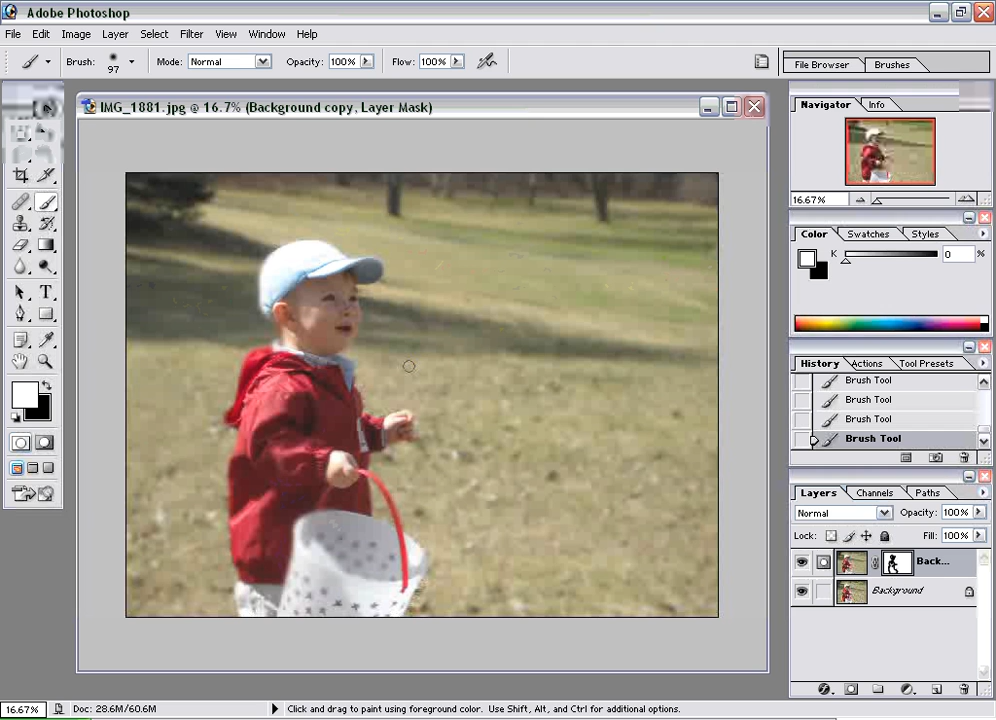 Adobe Photoshop
File Edit Image Layer Select Filter View Window Help
Brush: 97 Mode: Normal Opacity: 100% Flow: 100% File Browser Brushes
IMG_1881.jpg @ 16.7% (Background copy, Layer Mask)
Navigator Info
16.67%
Color Swatches Styles
K 0 %
History Actions Tool Presets
Brush Tool
Brush Tool
Brush Tool
Brush Tool
Layers Channels Paths
Normal Opacity: 100%
Lock: Fill: 100%
Back...
Background
16.67% Doc: 28.6M/60.6M Click and drag to paint using foreground color. Use Shift, Alt, and Ctrl for additional options.